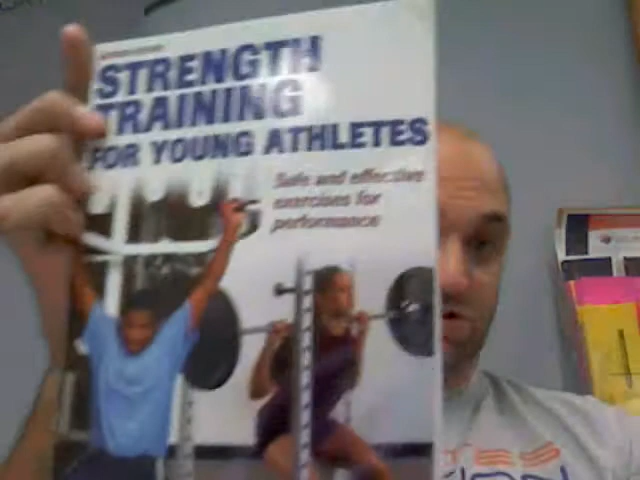 STRENGTH
TRAINING
FOR YOUNG ATHLETES
Safe and effective
exercises for
performance